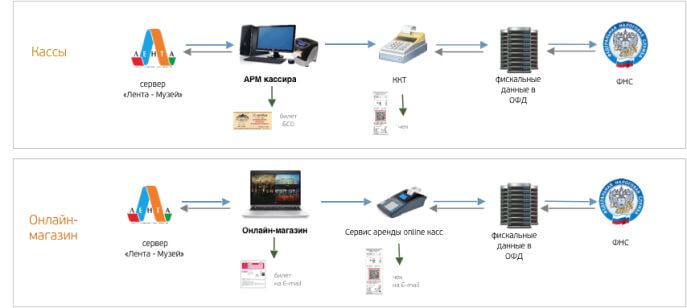 Кассы
ЛЕНТА
сервер
«Лента - Музей»
АРМ кассира
ККТ
фискальные
данные в
ОФД
ФНС
билет
БСО
чек
Онлайн-
магазин
ЛЕНТА
сервер
«Лента - Музей»
Онлайн-магазин
Сервис аренды online касс
фискальные
данные в
ОФД
ФНС
билет
на E-mail
чек
на E-mail